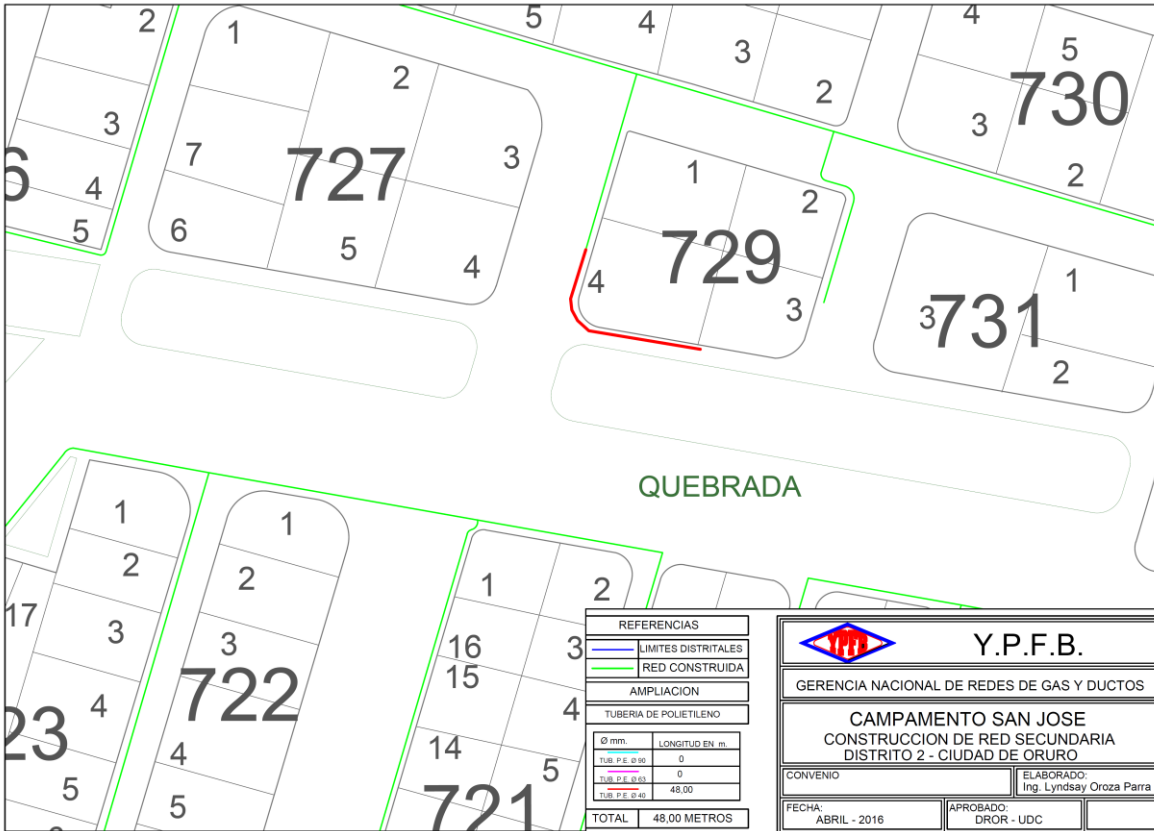 2
1
2
5
4
3
2
4
5
730
3
2
3
7
727
3
1
2
6
4
5
6
5
4
729
4
3
1
3
731
2
QUEBRADA
1
2
17
3
4
23
5
1
2
3
722
4
5
1
2
16
3
15
4
14
5
721
REFERENCIAS
LIMITES DISTRITALES
RED CONSTRUIDA
AMPLIACION
TUBERIA DE POLIETILENO
Ø mm. LONGITUD EN m.
TUB. P.E. Ø 90 0
TUB. P.E. Ø 63 0
TUB. P.E. Ø 40 48,00
TOTAL 48,00 METROS
YPFB
Y.P.F.B.
GERENCIA NACIONAL DE REDES DE GAS Y DUCTOS
CAMPAMENTO SAN JOSE
CONSTRUCCION DE RED SECUNDARIA
DISTRITO 2 - CIUDAD DE ORURO
CONVENIO
ELABORADO:
Ing. Lyndsay Oroza Parra
FECHA:
ABRIL - 2016
APROBADO:
DROR - UDC